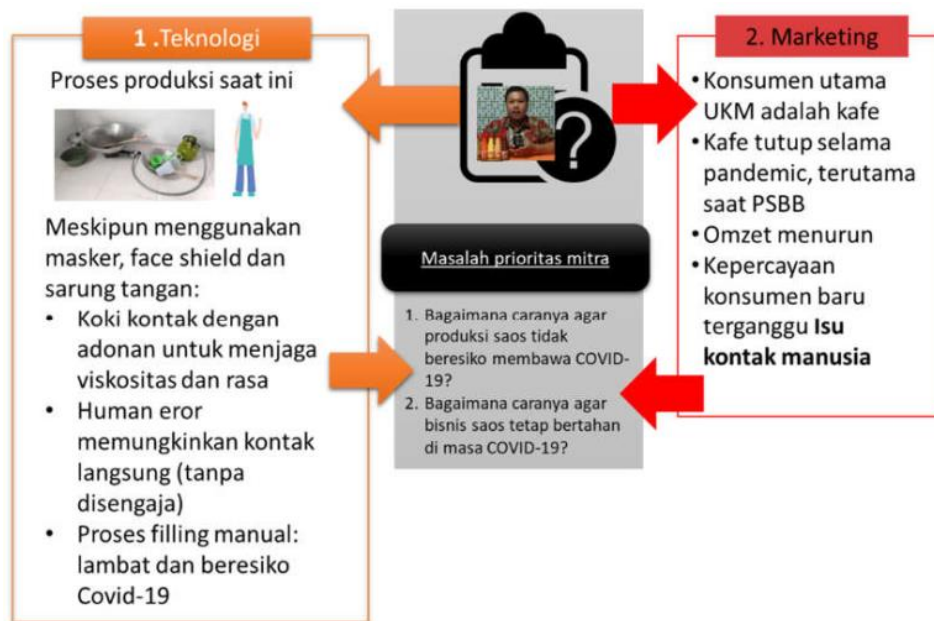 1 .Teknologi
Proses produksi saat ini
Meskipun menggunakan
masker, face shield dan
sarung tangan:
• Koki kontak dengan
adonan untuk menjaga
viskositas dan rasa
• Human eror
memungkinkan kontak
langsung (tanpa
disengaja)
• Proses filling manual:
lambat dan beresiko
Covid-19
?
Masalah prioritas mitra
1. Bagaimana caranya agar
produksi saos tidak
beresiko membawa COVID-
19?
2. Bagaimana caranya agar
bisnis saos tetap bertahan
di masa COVID-19?
2. Marketing
• Konsumen utama
UKM adalah kafe
• Kafe tutup selama
pandemic, terutama
saat PSBB
• Omzet menurun
• Kepercayaan
konsumen baru
terganggu Isu
kontak manusia